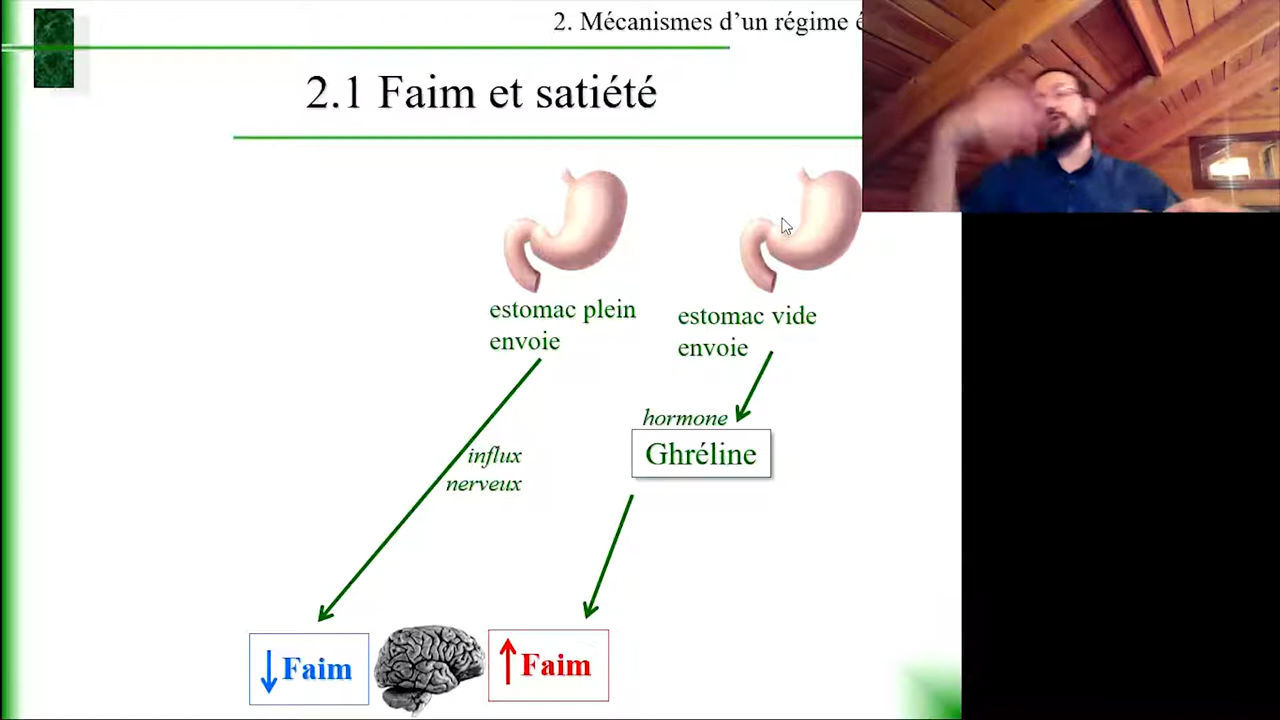 2. Mécanismes d’un régime
2.1 Faim et satiété
estomac plein
envoie
estomac vide
envoie
hormone
Ghréline
influx
nerveux
↓ Faim
↑ Faim